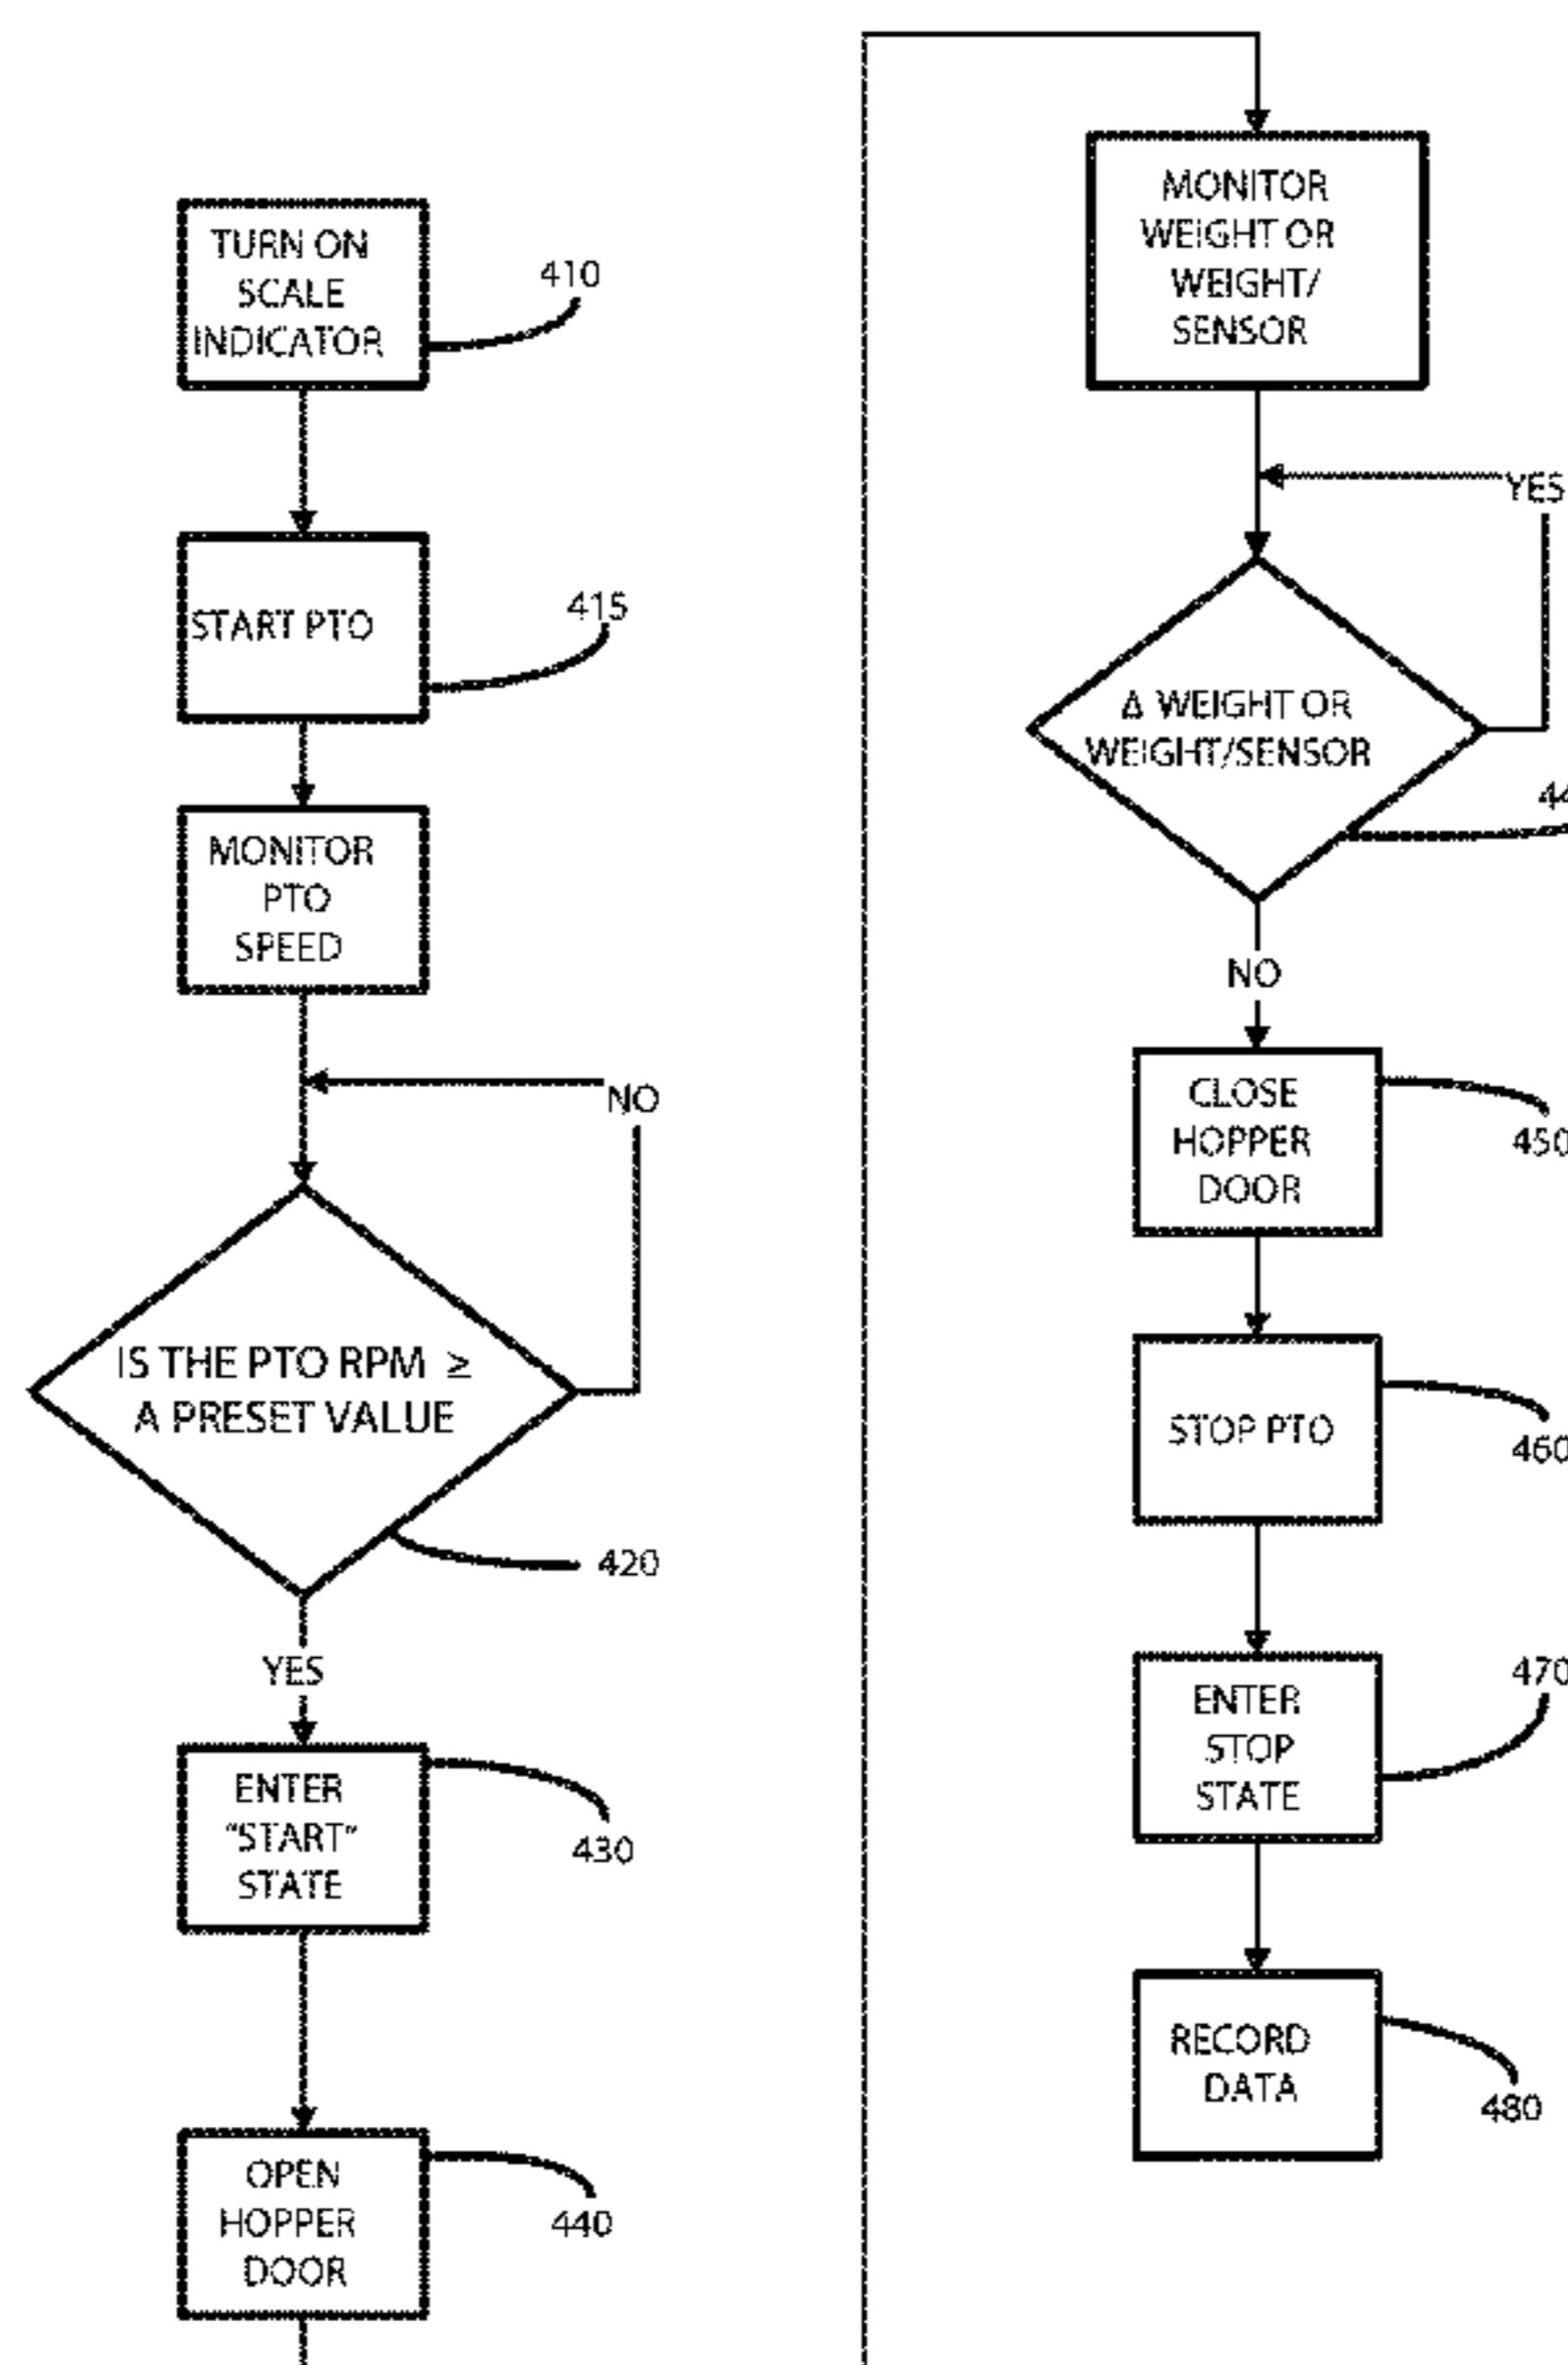 TURN ON
SCALE
INDICATOR
410
START PTO
415
MONITOR
PTO
SPEED
NO
IS THE PTO RPM ≥
A PRESET VALUE
420
YES
ENTER
"START"
STATE
430
OPEN
HOPPER
DOOR
440
MONITOR
WEIGHT OR
WEIGHT/
SENSOR
YES
Δ WEIGHT OR
WEIGHT/SENSOR
NO
CLOSE
HOPPER
DOOR
450
STOP PTO
460
ENTER
STOP
STATE
470
RECORD
DATA
480